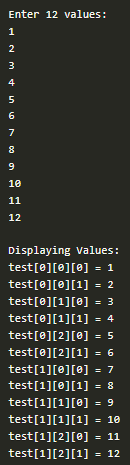 Enter 12 values:
1
2
3
4
5
6
7
8
9
10
11
12
Displaying Values:
test[0][0][0] = 1
test[0][0][1] = 2
test[0][1][0] = 3
test[0][1][1] = 4
test[0][2][0] = 5
test[0][2][1] = 6
test[1][0][0] = 7
test[1][0][1] = 8
test[1][1][0] = 9
test[1][1][1] = 10
test[1][2][0] = 11
test[1][2][1] = 12